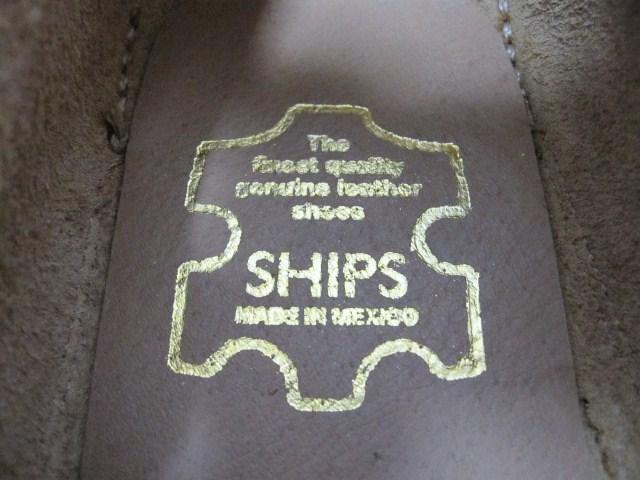 The
finest quality
genuine leather
shoes
SHIPS
MADE IN MEXICO